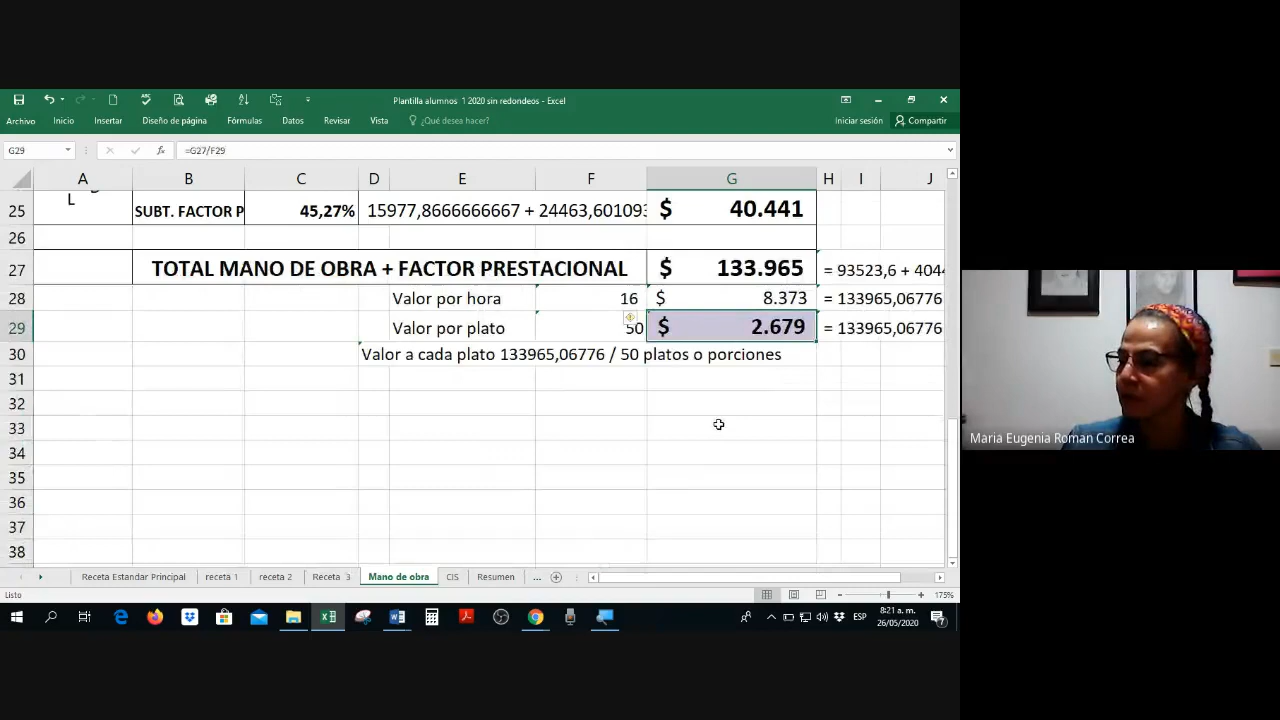 Plantilla alumnos 1 2020 sin redondeos - Excel
Archivo Inicio Insertar Diseño de página Fórmulas Datos Revisar Vista ¿Qué desea hacer? Iniciar sesión Compartir
G29 fx =G27/F29
A B C D E F G H I J
25 L SUBT. FACTOR P 45,27% 15977,8666666667 + 24463,601093 $ 40.441
26
27 TOTAL MANO DE OBRA + FACTOR PRESTACIONAL $ 133.965 = 93523,6 + 4044
28 Valor por hora 16 $ 8.373 = 133965,06776
29 Valor por plato 50 $ 2.679 = 133965,06776
30 Valor a cada plato 133965,06776 / 50 platos o porciones
31
32
33
34
35
36
37
38
Maria Eugenia Roman Correa
Receta Estandar Principal receta 1 receta 2 Receta 3 Mano de obra CIS Resumen ...
Listo 175%
ESP 8:21 a. m.
26/05/2020